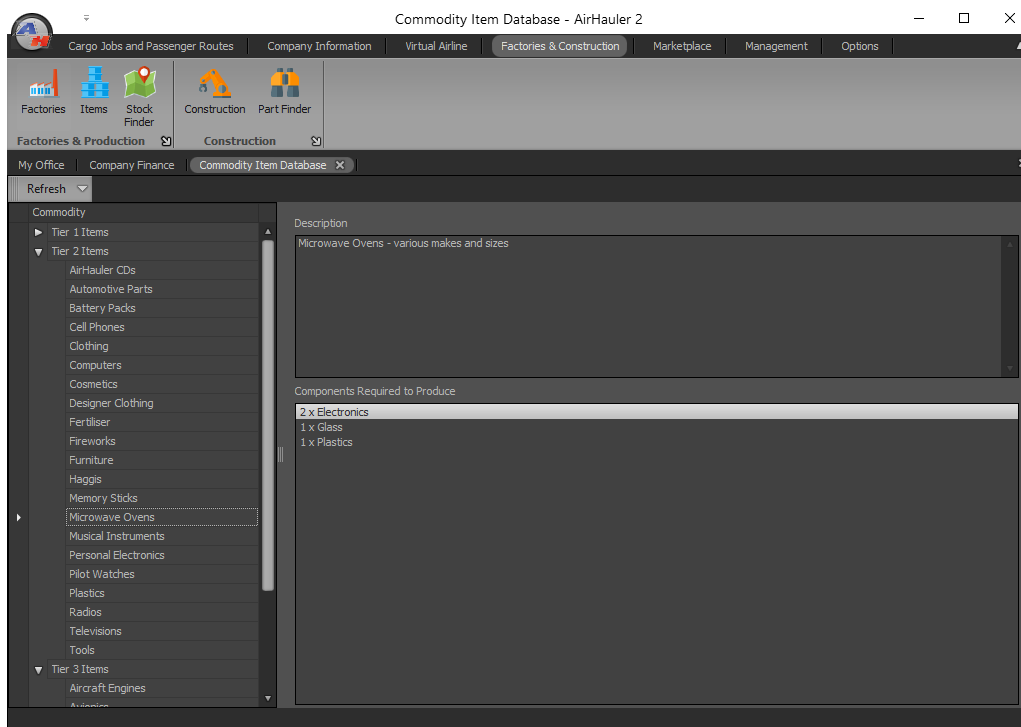 Commodity Item Database - AirHauler 2
AH
Cargo Jobs and Passenger Routes
Company Information
Virtual Airline
Factories & Construction
Marketplace
Management
Options
Factories
Items
Stock
Finder
Construction
Part Finder
Factories & Production
Construction
My Office
Company Finance
Commodity Item Database
Refresh
Commodity
Tier 1 Items
Tier 2 Items
AirHauler CDs
Automotive Parts
Battery Packs
Cell Phones
Clothing
Computers
Cosmetics
Designer Clothing
Fertiliser
Fireworks
Furniture
Haggis
Memory Sticks
Microwave Ovens
Musical Instruments
Personal Electronics
Pilot Watches
Plastics
Radios
Televisions
Tools
Tier 3 Items
Aircraft Engines
Description
Microwave Ovens - various makes and sizes
Components Required to Produce
2 x Electronics
1 x Glass
1 x Plastics